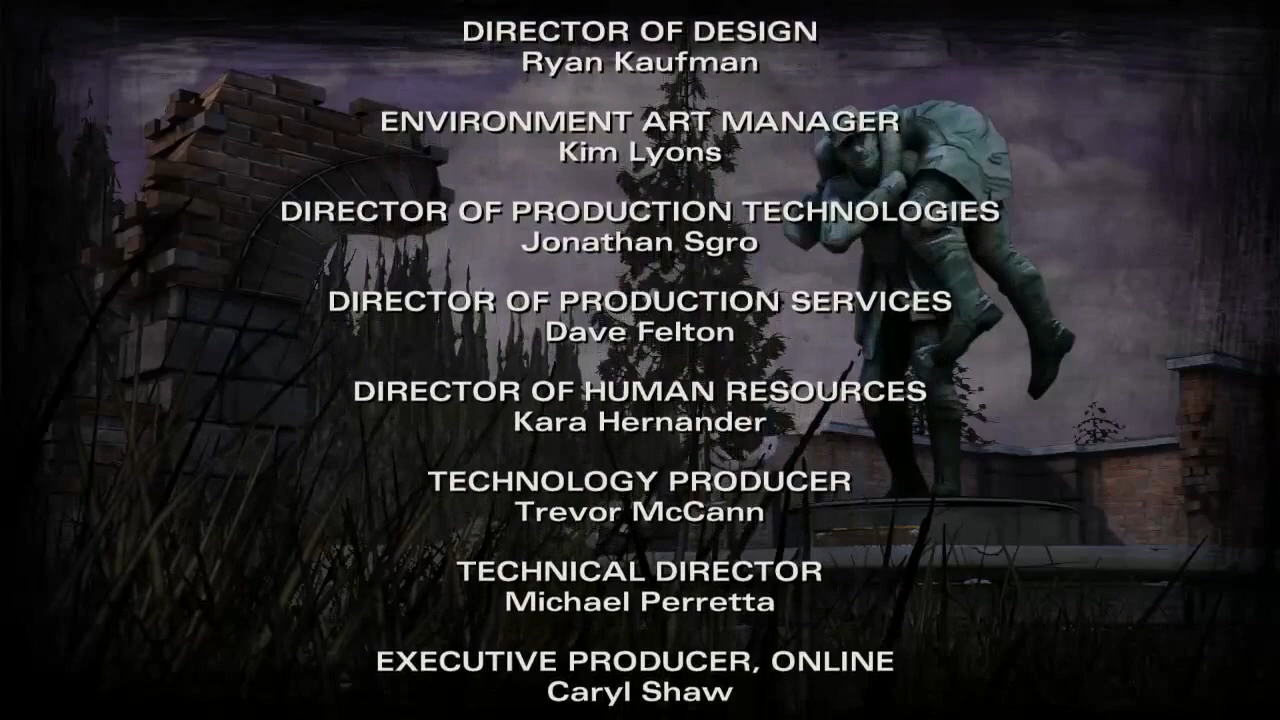 DIRECTOR OF DESIGN
Ryan Kaufman
ENVIRONMENT ART MANAGER
Kim Lyons
DIRECTOR OF PRODUCTION TECHNOLOGIES
Jonathan Sgro
DIRECTOR OF PRODUCTION SERVICES
Dave Felton
DIRECTOR OF HUMAN RESOURCES
Kara Hernander
TECHNOLOGY PRODUCER
Trevor McCann
TECHNICAL DIRECTOR
Michael Perretta
EXECUTIVE PRODUCER, ONLINE
Caryl Shaw